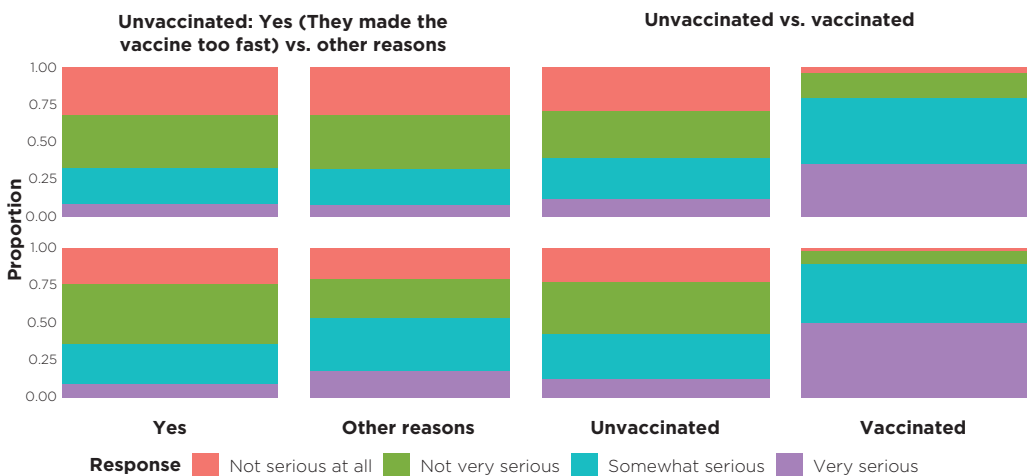 Unvaccinated: Yes (They made the
vaccine too fast) vs. other reasons
Unvaccinated vs. vaccinated
Proportion
1.00
0.75
0.50
0.25
0.00
1.00
0.75
0.50
0.25
0.00
Yes
Other reasons
Unvaccinated
Vaccinated
Response
Not serious at all
Not very serious
Somewhat serious
Very serious